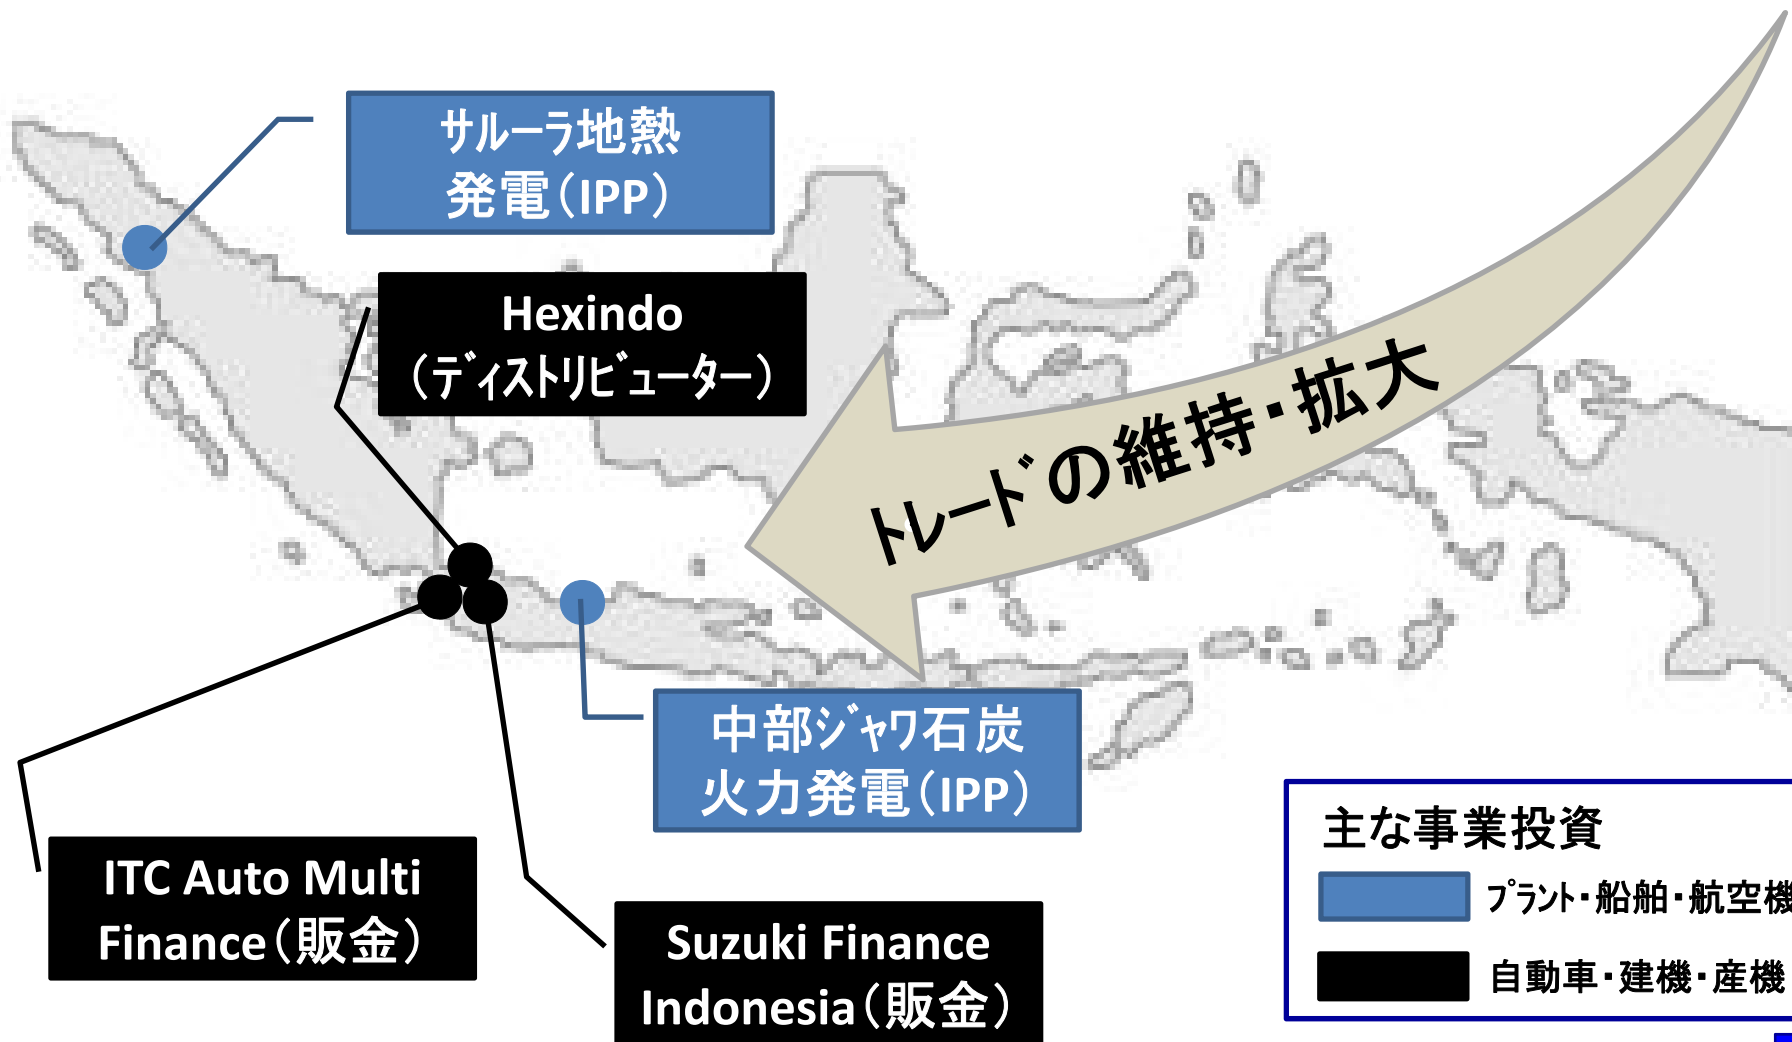 サルーラ地熱
発電（IPP）
Hexindo
（ディストリビューター）
トレードの維持・拡大
中部ジャワ石炭
火力発電（IPP）
ITC Auto Multi
Finance（販金）
Suzuki Finance
Indonesia（販金）
主な事業投資
プラント・船舶・航空機
自動車・建機・産機